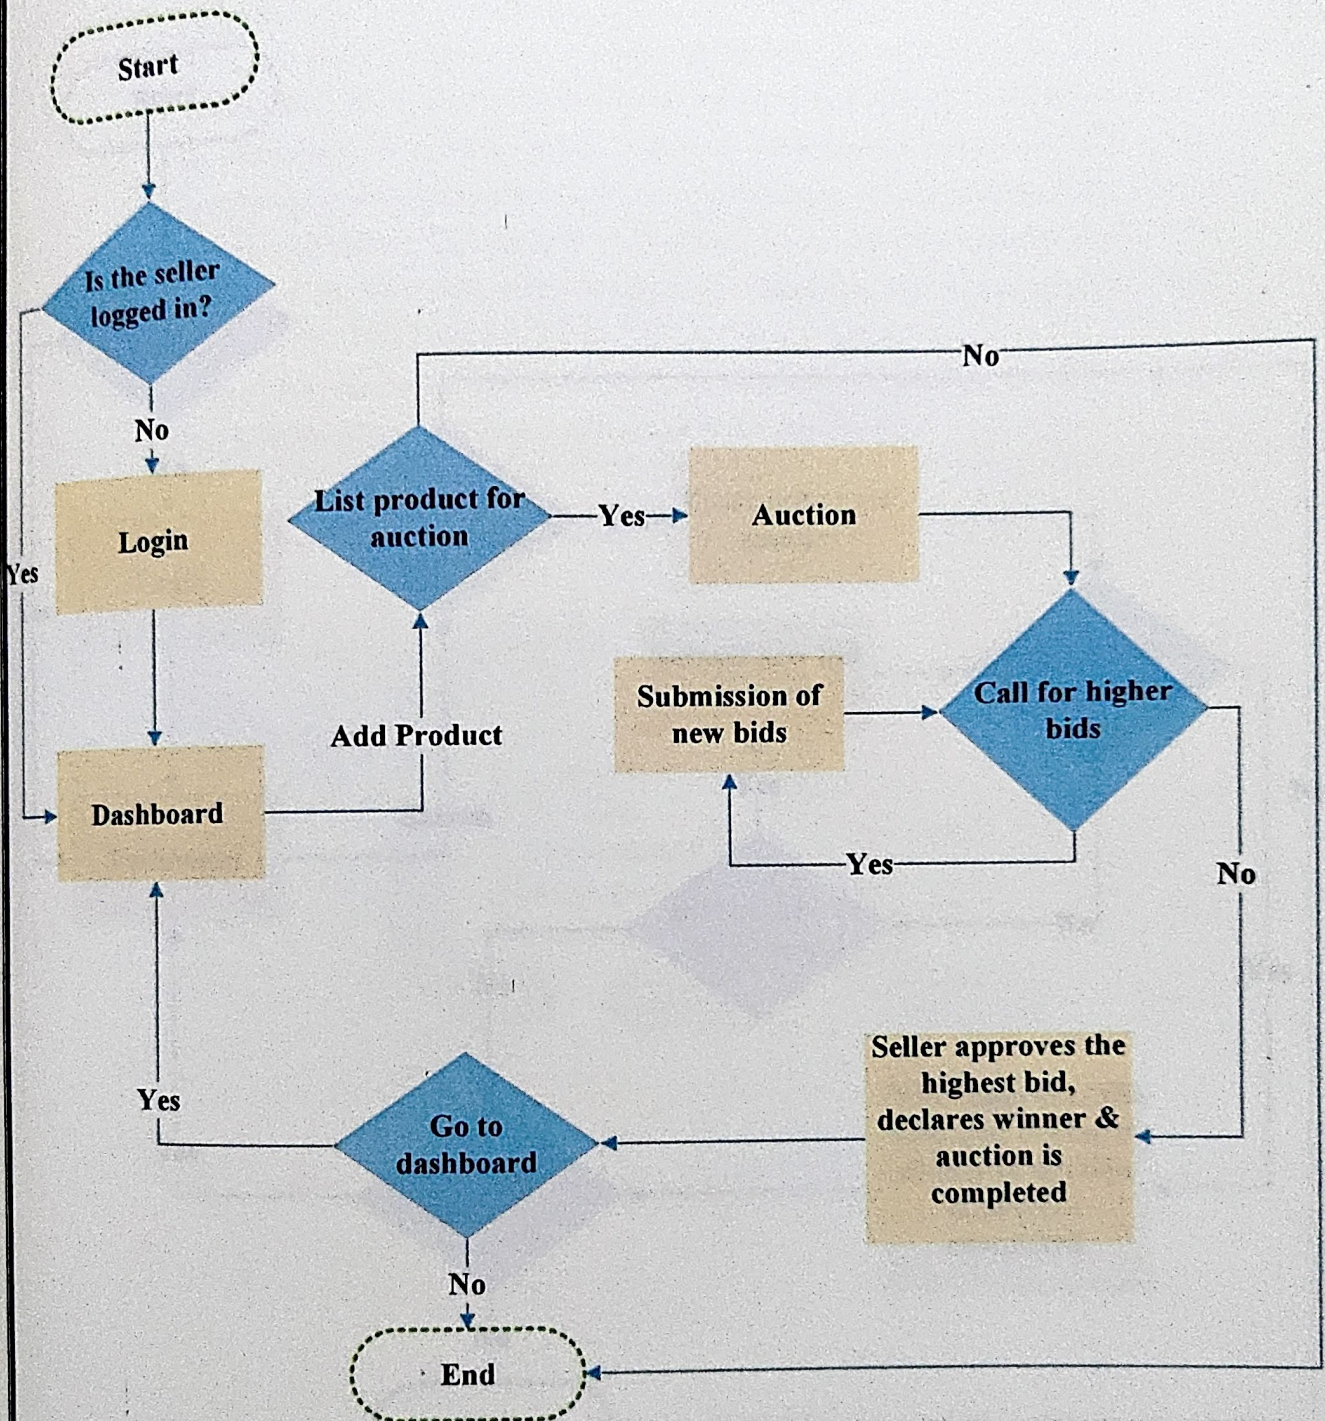 Start
Is the seller
logged in?
No
No
List product for
auction
Yes
Auction
Login
Yes
Submission of
new bids
Call for higher
bids
Add Product
Dashboard
Yes
No
Seller approves the
highest bid,
declares winner &
auction is
completed
Yes
Go to
dashboard
No
End